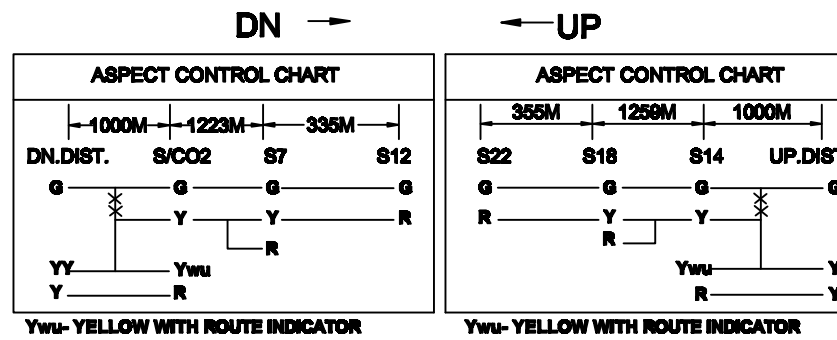 DN
UP
ASPECT CONTROL CHART
1000M 1223M 335M
DN.DIST. S/CO2 S7 S12
G G G G
Y Y R
R
YY Ywu
Y R
Ywu- YELLOW WITH ROUTE INDICATOR
ASPECT CONTROL CHART
355M 1259M 1000M
S22 S18 S14 UP.DIST
G G G G
R Y Y
R
Ywu Y
R Y
Ywu- YELLOW WITH ROUTE INDICATOR